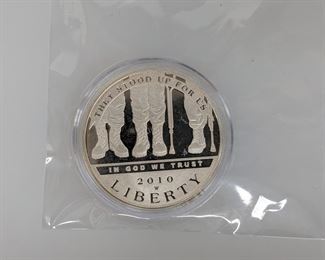 THEY STOOD UP FOR US
IN GOD WE TRUST
2010
W
LIBERTY